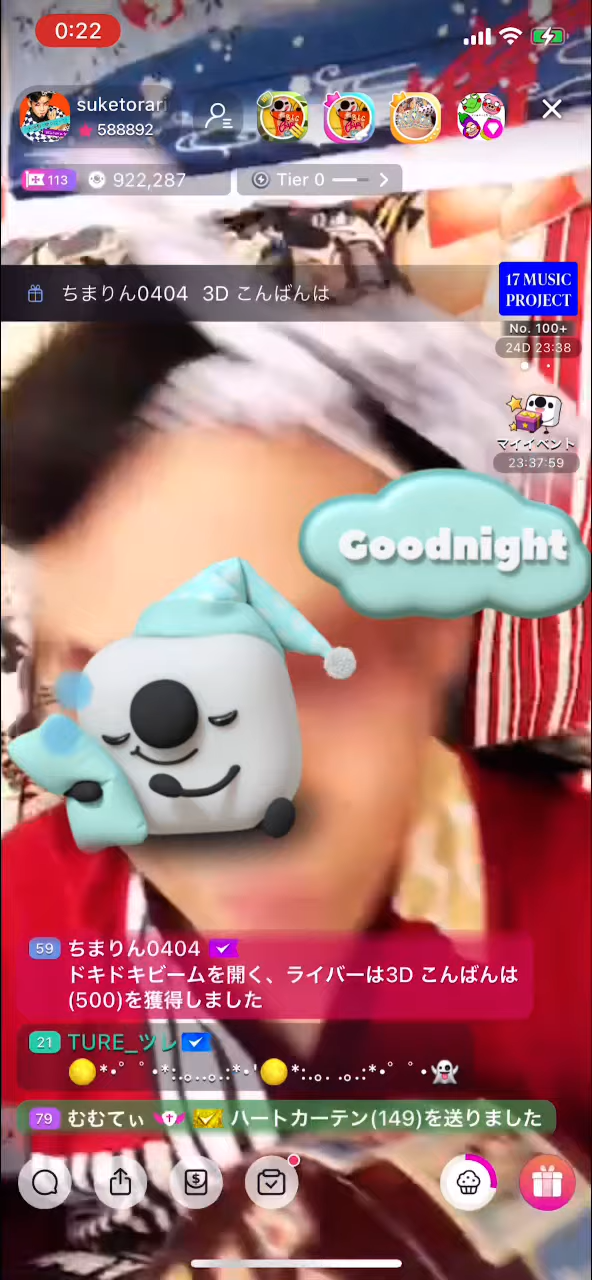 0:22
suketorari
588892
113
922,287
Tier 0
ちまりん0404 3D こんばんは
17 MUSIC
PROJECT
No. 100+
24D 23:38
マイイベント
23:37:59
Goodnight
59 ちまりん0404
ドキドキビームを開く、ライバーは3D こんばんは
(500)を獲得しました
21 TURE_ツレ
79 むむてぃ ハートカーテン(149)を送りました